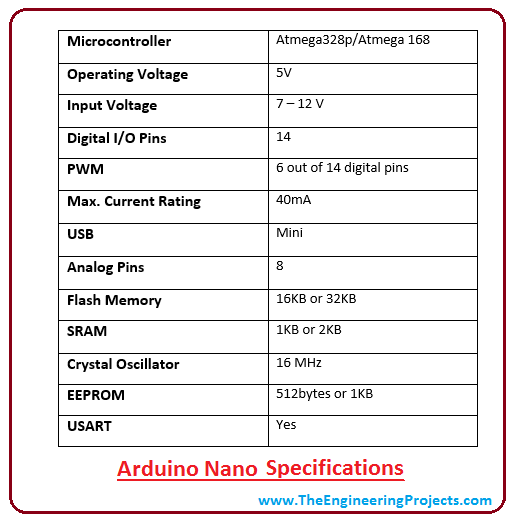 Microcontroller Atmega328p/Atmega 168
Operating Voltage 5V
Input Voltage 7 – 12 V
Digital I/O Pins 14
PWM 6 out of 14 digital pins
Max. Current Rating 40mA
USB Mini
Analog Pins 8
Flash Memory 16KB or 32KB
SRAM 1KB or 2KB
Crystal Oscillator 16 MHz
EEPROM 512bytes or 1KB
USART Yes
Arduino Nano Specifications
www.TheEngineeringProjects.com